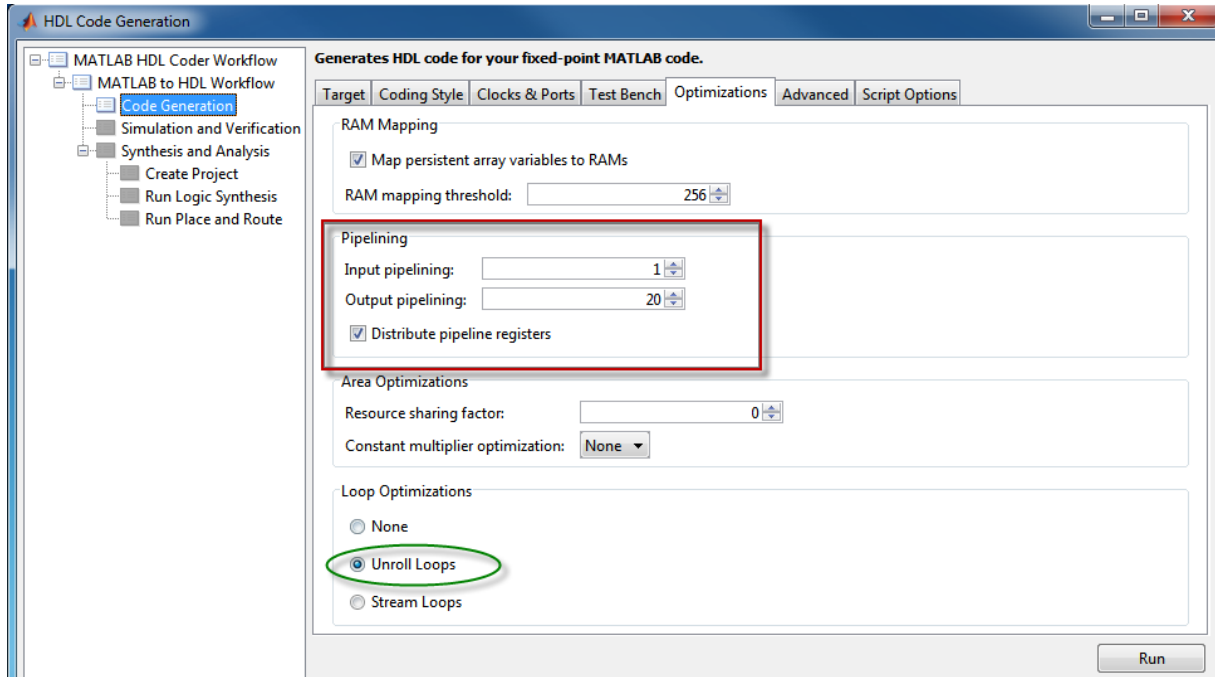 HDL Code Generation
MATLAB HDL Coder Workflow
MATLAB to HDL Workflow
Code Generation
Simulation and Verification
Synthesis and Analysis
Create Project
Run Logic Synthesis
Run Place and Route
Generates HDL code for your fixed-point MATLAB code.
Target Coding Style Clocks & Ports Test Bench Optimizations Advanced Script Options
RAM Mapping
Map persistent array variables to RAMs
RAM mapping threshold: 256
Pipelining
Input pipelining: 1
Output pipelining: 20
Distribute pipeline registers
Area Optimizations
Resource sharing factor: 0
Constant multiplier optimization: None
Loop Optimizations
None
Unroll Loops
Stream Loops
Run